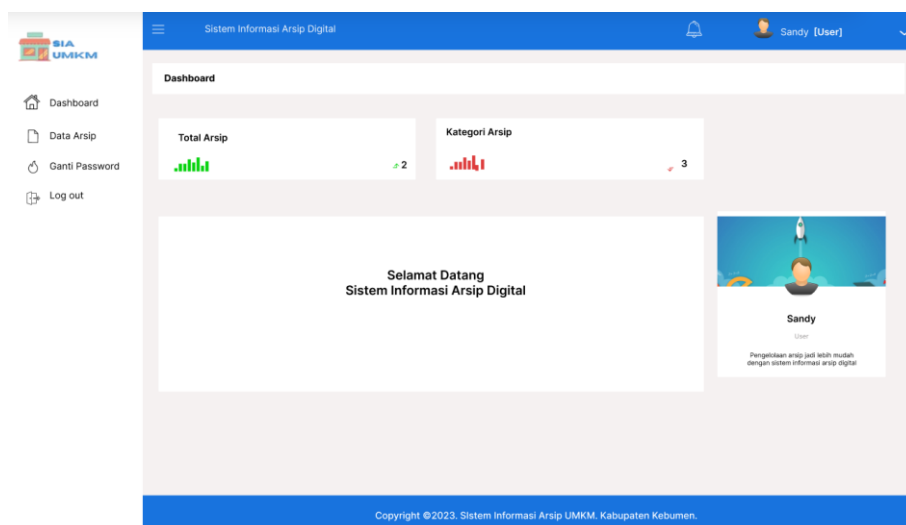 SIA
UMKM
Sistem Informasi Arsip Digital
Sandy [User]
Dashboard
Dashboard
Data Arsip
Ganti Password
Log out
Total Arsip
2
Kategori Arsip
3
Selamat Datang
Sistem Informasi Arsip Digital
Sandy
User
Pengelolaan arsip jadi lebih mudah
dengan sistem informasi arsip digital
Copyright ©2023. SIstem Informasi Arsip UMKM. Kabupaten Kebumen.